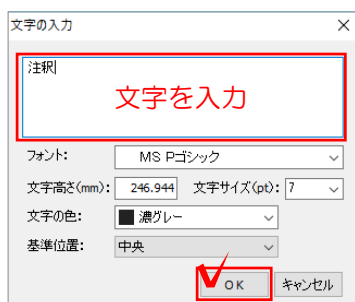 文字の入力
注釈
文字を入力
フォント: MS Pゴシック
文字高さ(mm): 246.944 文字サイズ(pt): 7
文字の色: 濃グレー
基準位置: 中央
OK キャンセル